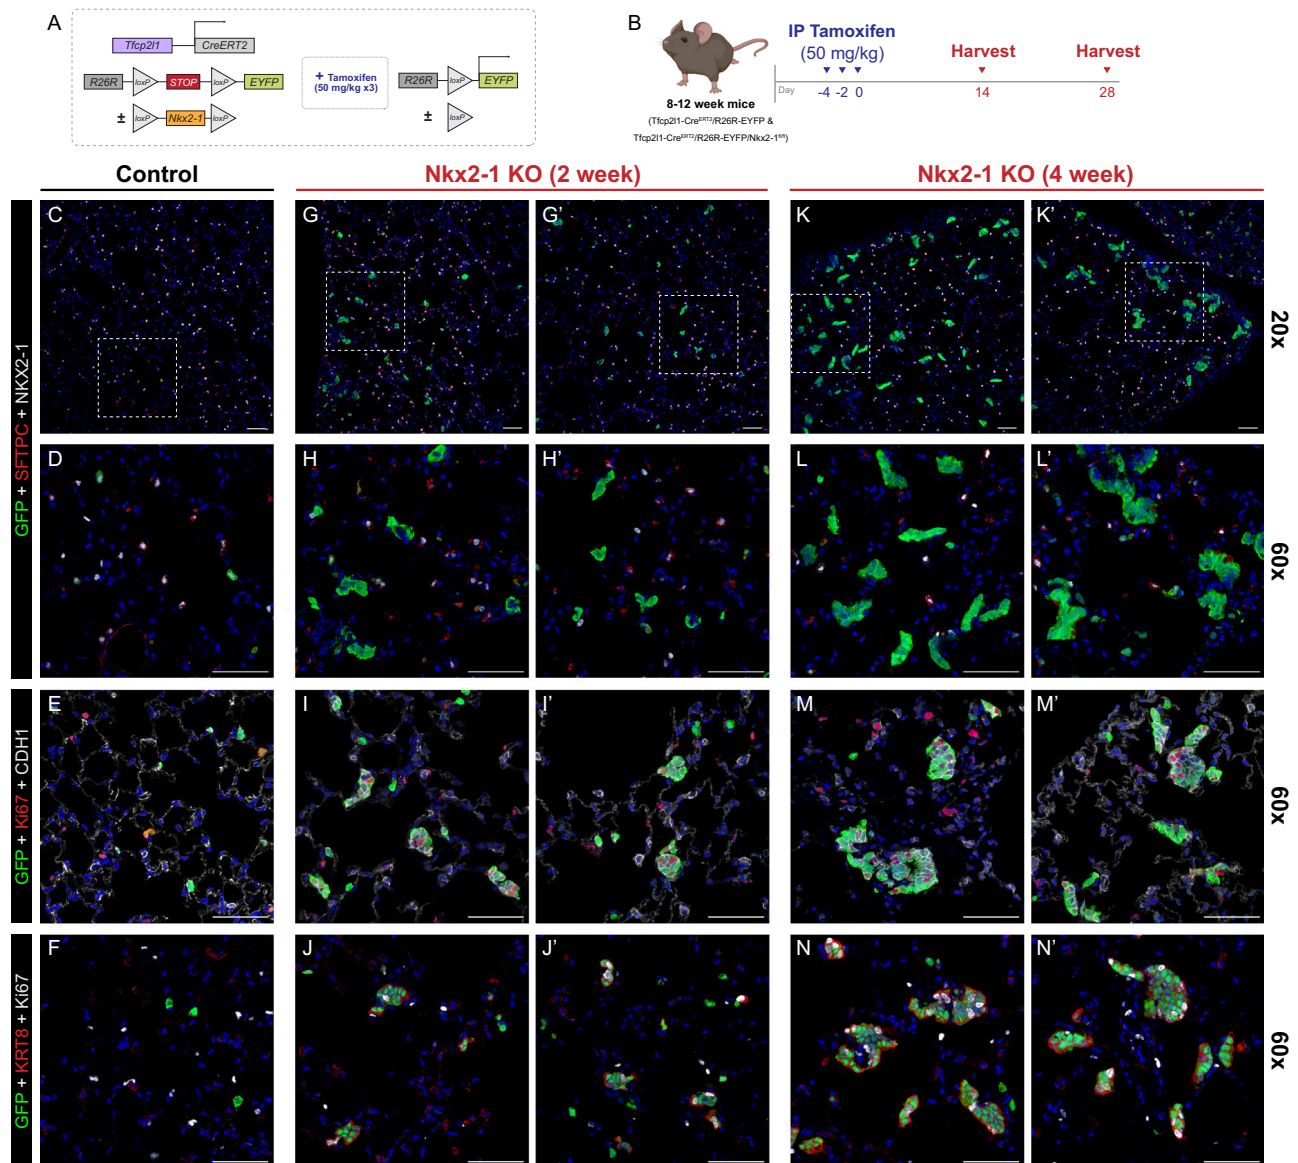 A
Tfcp2l1
CreERT2
R26R
loxP
STOP
loxP
EYFP
±
loxP
Nkx2-1
loxP
+ Tamoxifen
(50 mg/kg x3)
R26R
loxP
EYFP
±
loxP
B
8-12 week mice
(Tfcp2l1-CreERT2/R26R-EYFP &
Tfcp2l1-CreERT2/R26R-EYFP/Nkx2-1fl/fl)
IP Tamoxifen
(50 mg/kg)
Harvest
Harvest
Day
-4 -2 0
14
28
Control
Nkx2-1 KO (2 week)
Nkx2-1 KO (4 week)
GFP + SFTPC + NKX2-1
C
G
G’
K
K’
20x
D
H
H’
L
L’
60x
GFP + Ki67 + CDH1
E
I
I’
M
M’
60x
GFP + KRT8 + Ki67
F
J
J’
N
N’
60x